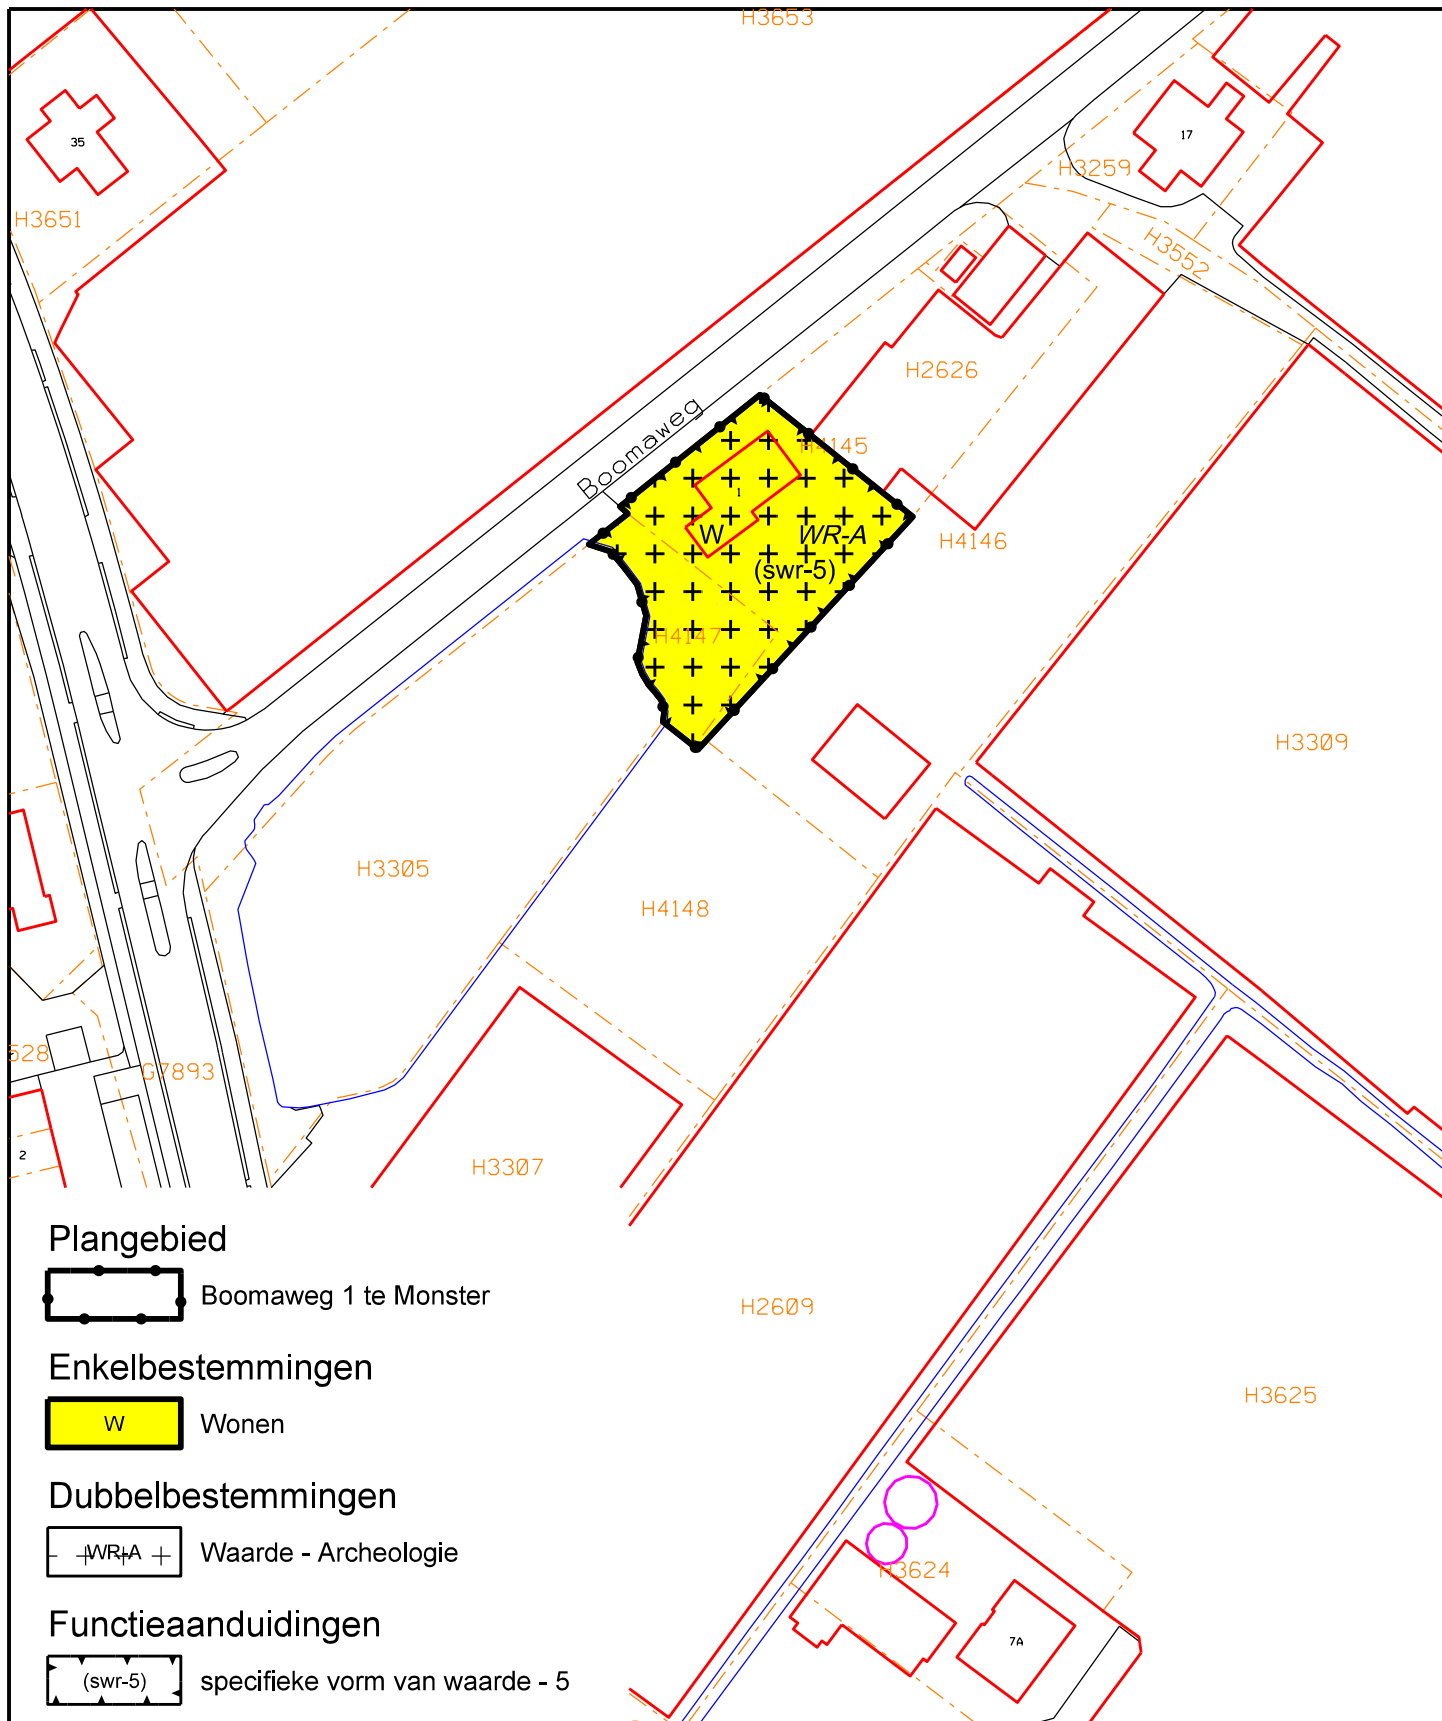 H3653
35
17
H3259
H3651
H3552
H2626
Boomaweg
H4145
1
W
WR-A
H4146
(swr-5)
H4147
H3309
H3305
H4148
528
G7893
2
H3307
H2609
H3625
H3624
7A
Plangebied
Boomaweg 1 te Monster
Enkelbestemmingen
W Wonen
Dubbelbestemmingen
WR-A Waarde - Archeologie
Functieaanduidingen
(swr-5) specifieke vorm van waarde - 5